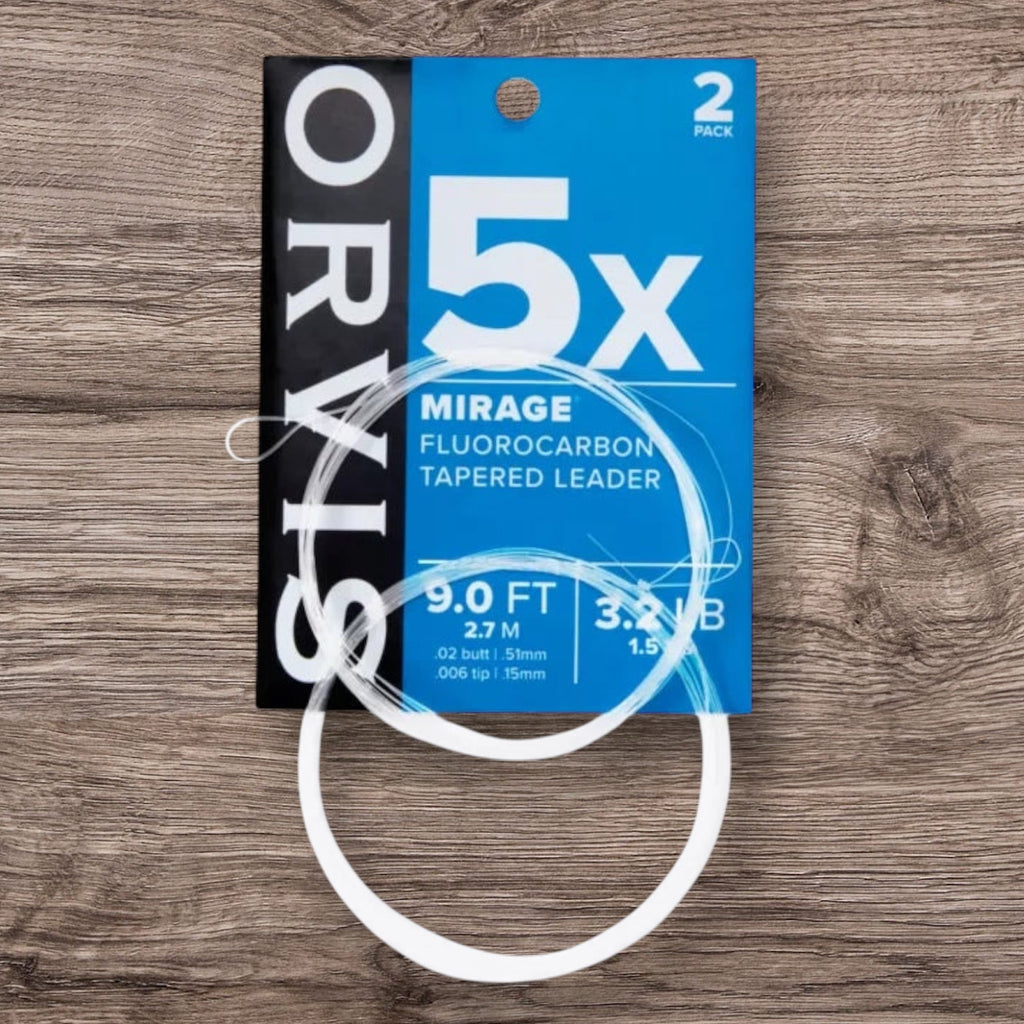 ORVIS
2
PACK
5X
MIRAGE
FLUOROCARBON
TAPERED LEADER
9.0 FT
2.7 M
.02 butt | .51mm
.006 tip | .15mm
3.2 LB
1.5